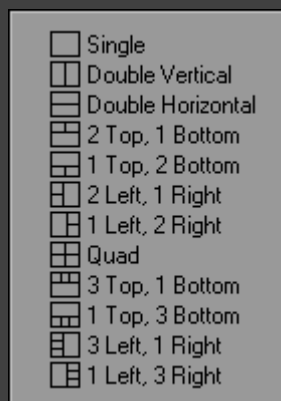 Single
Double Vertical
Double Horizontal
2 Top, 1 Bottom
1 Top, 2 Bottom
2 Left, 1 Right
1 Left, 2 Right
Quad
3 Top, 1 Bottom
1 Top, 3 Bottom
3 Left, 1 Right
1 Left, 3 Right